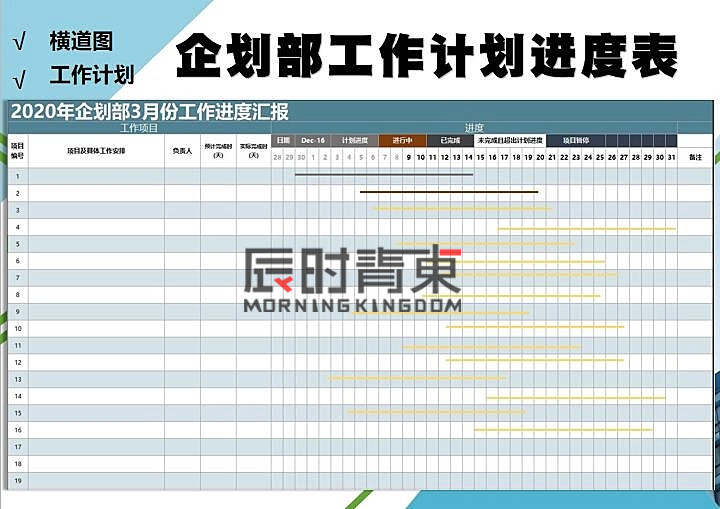 √ 横道图
√ 工作计划
企划部工作计划进度表
2020年企划部3月份工作进度汇报
工作项目 进度
项目编号 项目及具体工作安排 负责人 预计完成时(天) 实际完成时(天) 日期 Dec-16 计划进度 进行中 已完成 未完成且超出计划进度 项目暂停 备注
28 29 30 1 2 3 4 5 6 7 8 9 10 11 12 13 14 15 16 17 18 19 20 21 22 23 24 25 26 27 28 29 30 31
1
2
3
4
5
6
7
8
9
10
11
12
13
14
15
16
17
18
19
辰时青東
MORNINGKINGDOM